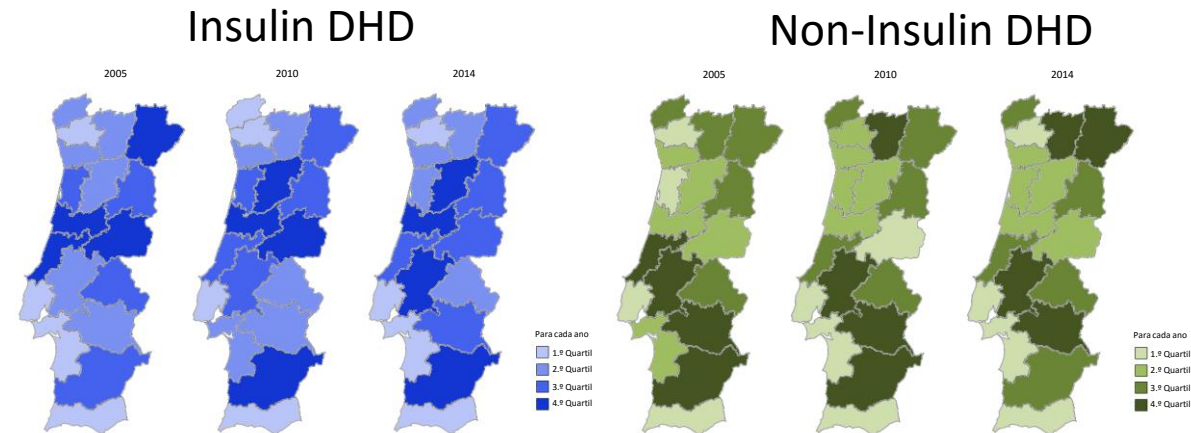 Insulin DHD
2005
2010
2014
Para cada ano
1.º Quartil
2.º Quartil
3.º Quartil
4.º Quartil
Non-Insulin DHD
2005
2010
2014
Para cada ano
1.º Quartil
2.º Quartil
3.º Quartil
4.º Quartil